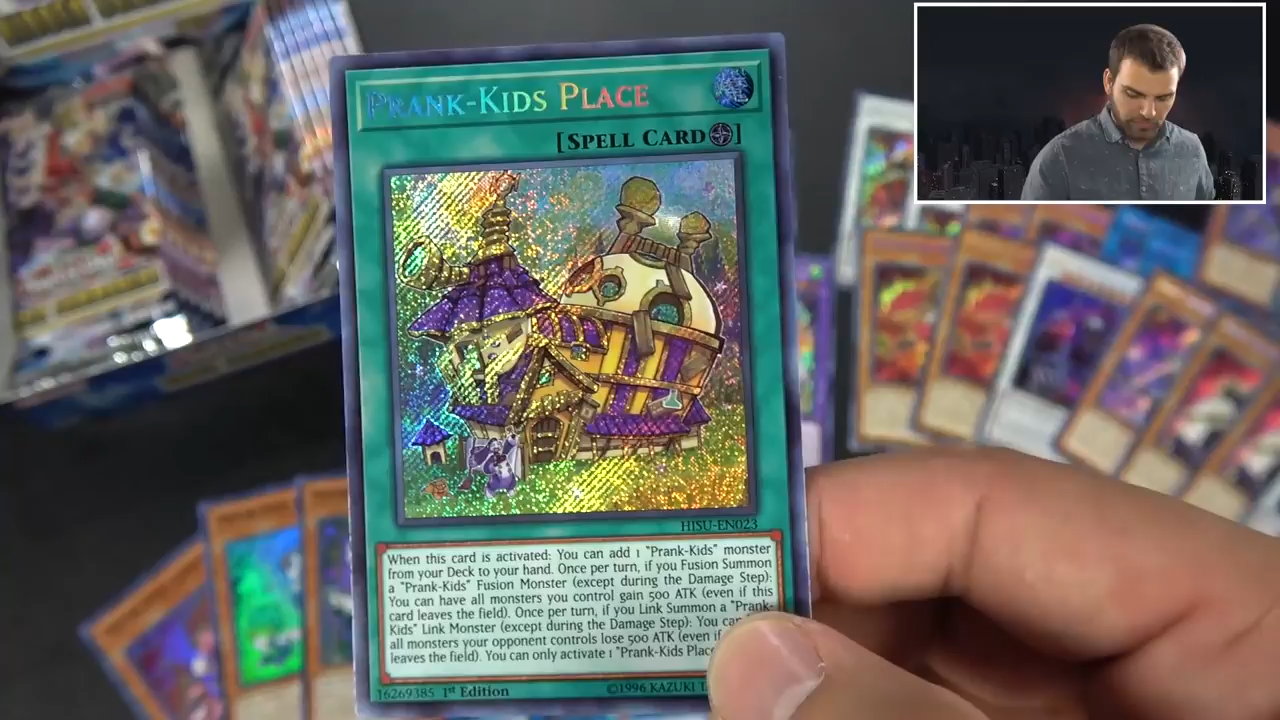 PRANK-KIDS PLACE
[SPELL CARD]
HISU-EN023
When this card is activated: You can add 1 "Prank-Kids" monster
from your Deck to your hand. Once per turn, if you Fusion Summon
a "Prank-Kids" Fusion Monster (except during the Damage Step):
You can have all monsters you control gain 500 ATK (even if this
card leaves the field). Once per turn, if you Link Summon a "Prank-
Kids" Link Monster (except during the Damage Step): You can
all monsters your opponent controls lose 500 ATK (even if
leaves the field). You can only activate 1 "Prank-Kids Place
16269385 1st Edition
©1996 KAZUKI